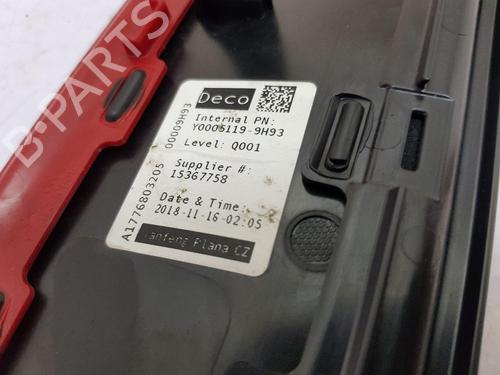 B-PARTS
Deco
Internal PN:
Y0005119-9H93
Level: Q001
Supplier #:
15367758
Date & Time:
2018-11-16-02:05
Yanfeng Plana CZ
A1776803205 00009H93